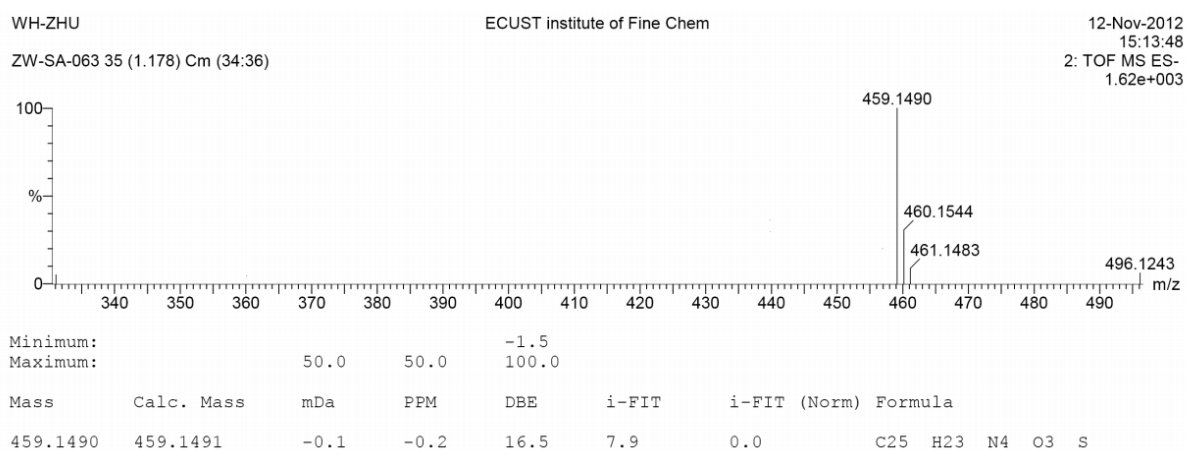 WH-ZHU ECUST institute of Fine Chem 12-Nov-2012
15:13:48
ZW-SA-063 35 (1.178) Cm (34:36) 2: TOF MS ES-
1.62e+003
459.1490
100
%
460.1544
461.1483
496.1243
0
m/z
340 350 360 370 380 390 400 410 420 430 440 450 460 470 480 490
Minimum: -1.5
Maximum: 50.0 50.0 100.0
Mass Calc. Mass mDa PPM DBE i-FIT i-FIT (Norm) Formula
459.1490 459.1491 -0.1 -0.2 16.5 7.9 0.0 C25 H23 N4 O3 S